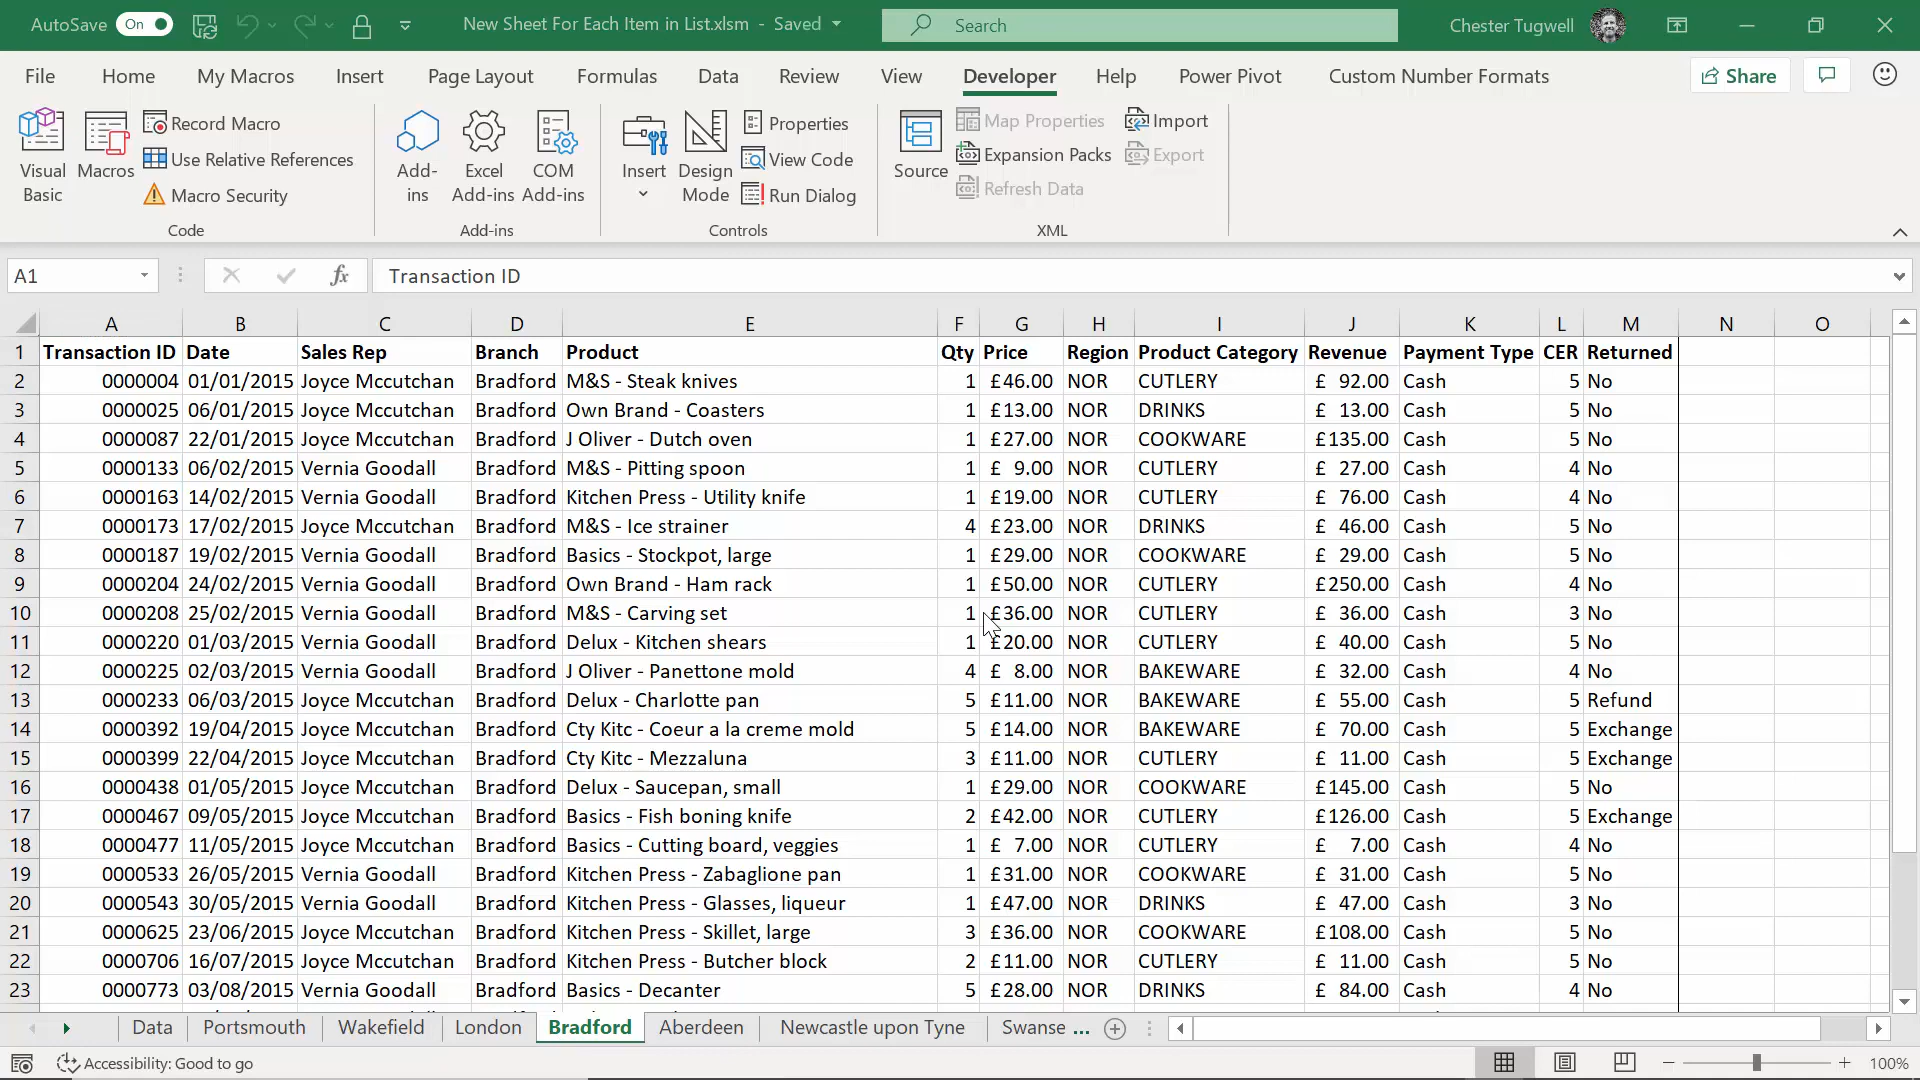 AutoSave On New Sheet For Each Item in List.xlsm - Saved Search Chester Tugwell
File Home My Macros Insert Page Layout Formulas Data Review View Developer Help Power Pivot Custom Number Formats Share
Visual Basic
Macros
Record Macro
Use Relative References
Macro Security
Code
Add-ins
Excel Add-ins
COM Add-ins
Add-ins
Insert
Design Mode
Properties
View Code
Run Dialog
Controls
Source
Map Properties
Expansion Packs
Refresh Data
Import
Export
XML
A1 fx Transaction ID
A B C D E F G H I J K L M N O
1 Transaction ID Date Sales Rep Branch Product Qty Price Region Product Category Revenue Payment Type CER Returned
2 0000004 01/01/2015 Joyce Mccutchan Bradford M&S - Steak knives 1 £46.00 NOR CUTLERY £ 92.00 Cash 5 No
3 0000025 06/01/2015 Joyce Mccutchan Bradford Own Brand - Coasters 1 £13.00 NOR DRINKS £ 13.00 Cash 5 No
4 0000087 22/01/2015 Joyce Mccutchan Bradford J Oliver - Dutch oven 1 £27.00 NOR COOKWARE £135.00 Cash 5 No
5 0000133 06/02/2015 Vernia Goodall Bradford M&S - Pitting spoon 1 £ 9.00 NOR CUTLERY £ 27.00 Cash 4 No
6 0000163 14/02/2015 Vernia Goodall Bradford Kitchen Press - Utility knife 1 £19.00 NOR CUTLERY £ 76.00 Cash 4 No
7 0000173 17/02/2015 Joyce Mccutchan Bradford M&S - Ice strainer 4 £23.00 NOR DRINKS £ 46.00 Cash 5 No
8 0000187 19/02/2015 Vernia Goodall Bradford Basics - Stockpot, large 1 £29.00 NOR COOKWARE £ 29.00 Cash 5 No
9 0000204 24/02/2015 Vernia Goodall Bradford Own Brand - Ham rack 1 £50.00 NOR CUTLERY £250.00 Cash 4 No
10 0000208 25/02/2015 Vernia Goodall Bradford M&S - Carving set 1 £36.00 NOR CUTLERY £ 36.00 Cash 3 No
11 0000220 01/03/2015 Vernia Goodall Bradford Delux - Kitchen shears 1 £20.00 NOR CUTLERY £ 40.00 Cash 5 No
12 0000225 02/03/2015 Vernia Goodall Bradford J Oliver - Panettone mold 4 £ 8.00 NOR BAKEWARE £ 32.00 Cash 4 No
13 0000233 06/03/2015 Joyce Mccutchan Bradford Delux - Charlotte pan 5 £11.00 NOR BAKEWARE £ 55.00 Cash 5 Refund
14 0000392 19/04/2015 Joyce Mccutchan Bradford Cty Kitc - Coeur a la creme mold 5 £14.00 NOR BAKEWARE £ 70.00 Cash 5 Exchange
15 0000399 22/04/2015 Joyce Mccutchan Bradford Cty Kitc - Mezzaluna 3 £11.00 NOR CUTLERY £ 11.00 Cash 5 Exchange
16 0000438 01/05/2015 Joyce Mccutchan Bradford Delux - Saucepan, small 1 £29.00 NOR COOKWARE £145.00 Cash 5 No
17 0000467 09/05/2015 Joyce Mccutchan Bradford Basics - Fish boning knife 2 £42.00 NOR CUTLERY £126.00 Cash 5 Exchange
18 0000477 11/05/2015 Joyce Mccutchan Bradford Basics - Cutting board, veggies 1 £ 7.00 NOR CUTLERY £ 7.00 Cash 4 No
19 0000533 26/05/2015 Vernia Goodall Bradford Kitchen Press - Zabaglione pan 1 £31.00 NOR COOKWARE £ 31.00 Cash 5 No
20 0000543 30/05/2015 Vernia Goodall Bradford Kitchen Press - Glasses, liqueur 1 £47.00 NOR DRINKS £ 47.00 Cash 3 No
21 0000625 23/06/2015 Joyce Mccutchan Bradford Kitchen Press - Skillet, large 3 £36.00 NOR COOKWARE £108.00 Cash 5 No
22 0000706 16/07/2015 Joyce Mccutchan Bradford Kitchen Press - Butcher block 2 £11.00 NOR CUTLERY £ 11.00 Cash 5 No
23 0000773 03/08/2015 Vernia Goodall Bradford Basics - Decanter 5 £28.00 NOR DRINKS £ 84.00 Cash 4 No
Data Portsmouth Wakefield London Bradford Aberdeen Newcastle upon Tyne Swanse ...
Accessibility: Good to go 100%